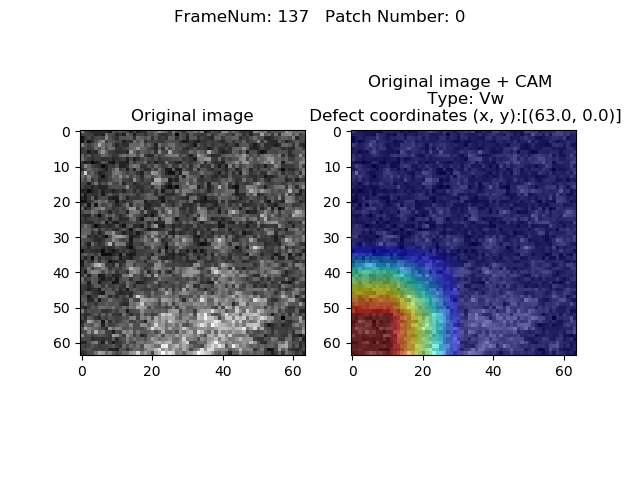 FrameNum: 137   Patch Number: 0
Original image
Original image + CAM
Type: Vw
Defect coordinates (x, y):[(63.0, 0.0)]
0
10
20
30
40
50
60
0 20 40 60
0
10
20
30
40
50
60
0 20 40 60